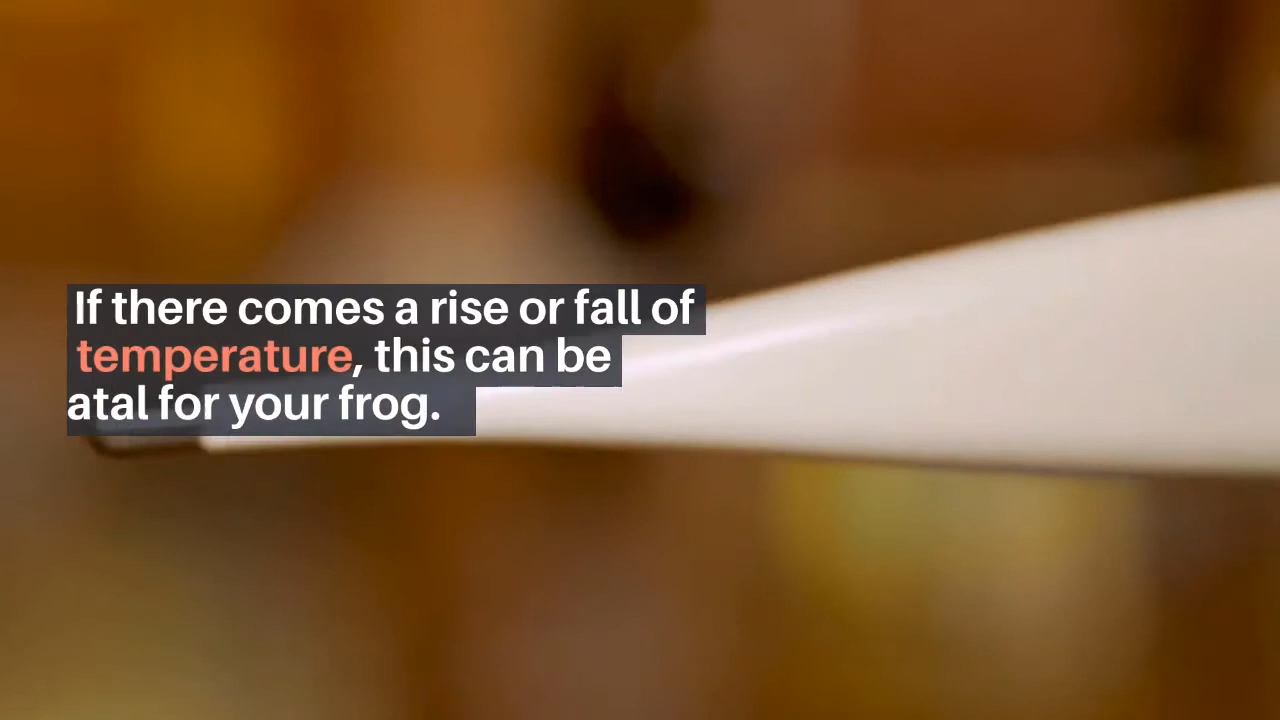 If there comes a rise or fall of
temperature, this can be
atal for your frog.